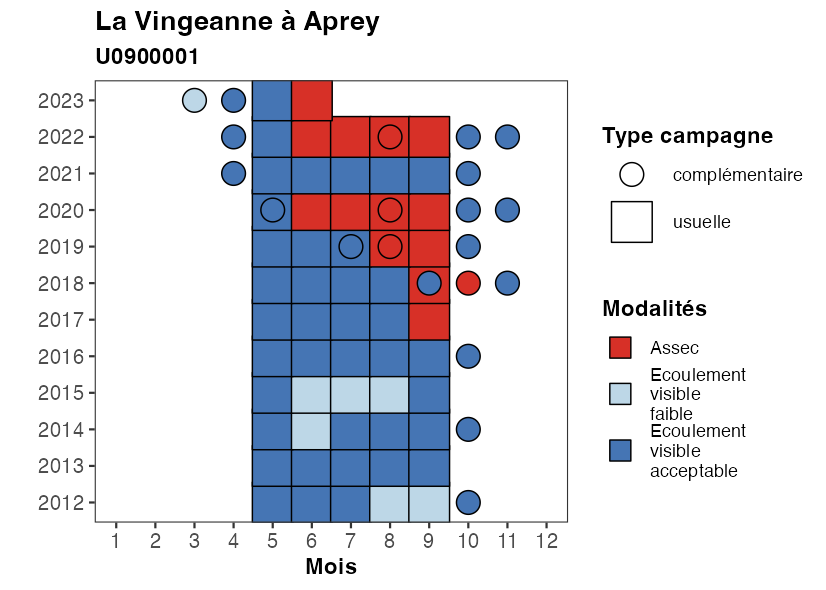 La Vingeanne à Aprey
U0900001
2023
2022
2021
2020
2019
2018
2017
2016
2015
2014
2013
2012
1 2 3 4 5 6 7 8 9 10 11 12
Mois
Type campagne
complémentaire
usuelle
Modalités
Assec
Ecoulement
visible
faible
Ecoulement
visible
acceptable